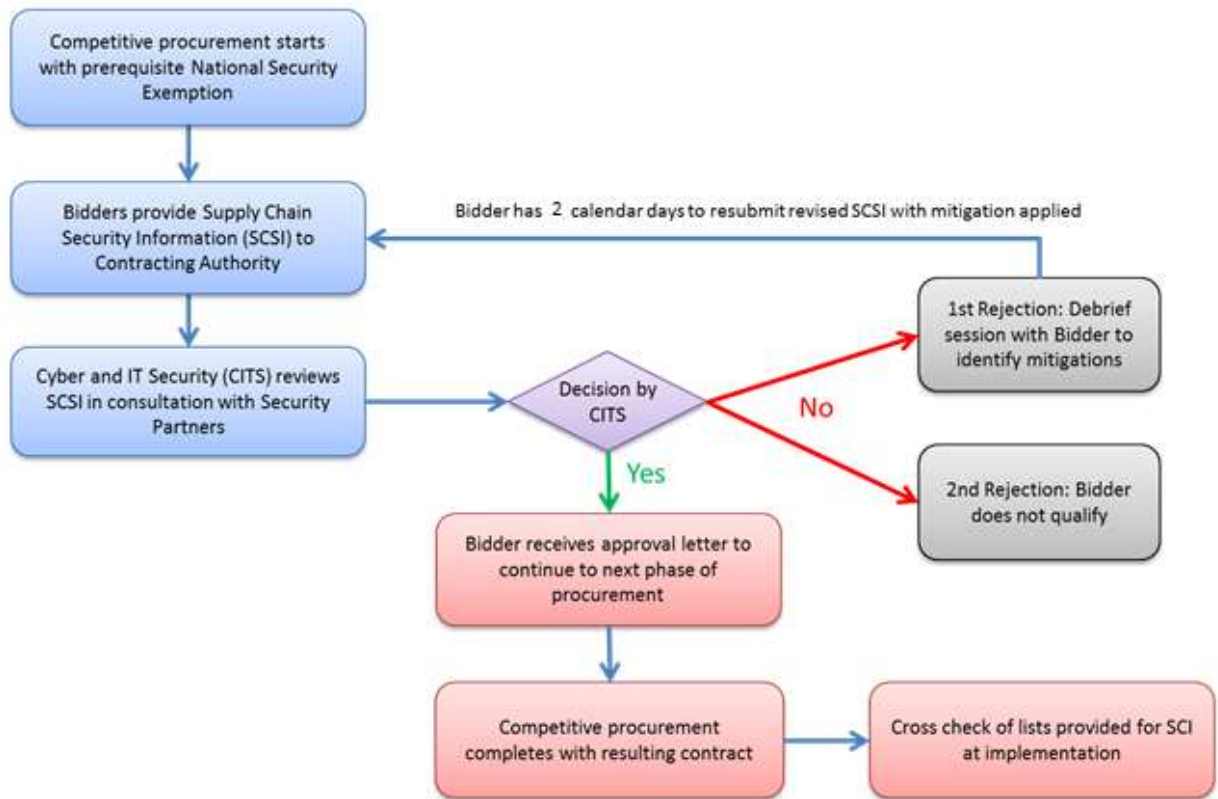 Competitive procurement starts
with prerequisite National Security
Exemption
Bidders provide Supply Chain
Security Information (SCSI) to
Contracting Authority
Bidder has 2 calendar days to resubmit revised SCSI with mitigation applied
1st Rejection: Debrief
session with Bidder to
identify mitigations
Cyber and IT Security (CITS) reviews
SCSI in consultation with Security
Partners
Decision by
CITS
No
Yes
2nd Rejection: Bidder
does not qualify
Bidder receives approval letter to
continue to next phase of
procurement
Competitive procurement
completes with resulting contract
Cross check of lists provided for SCI
at implementation